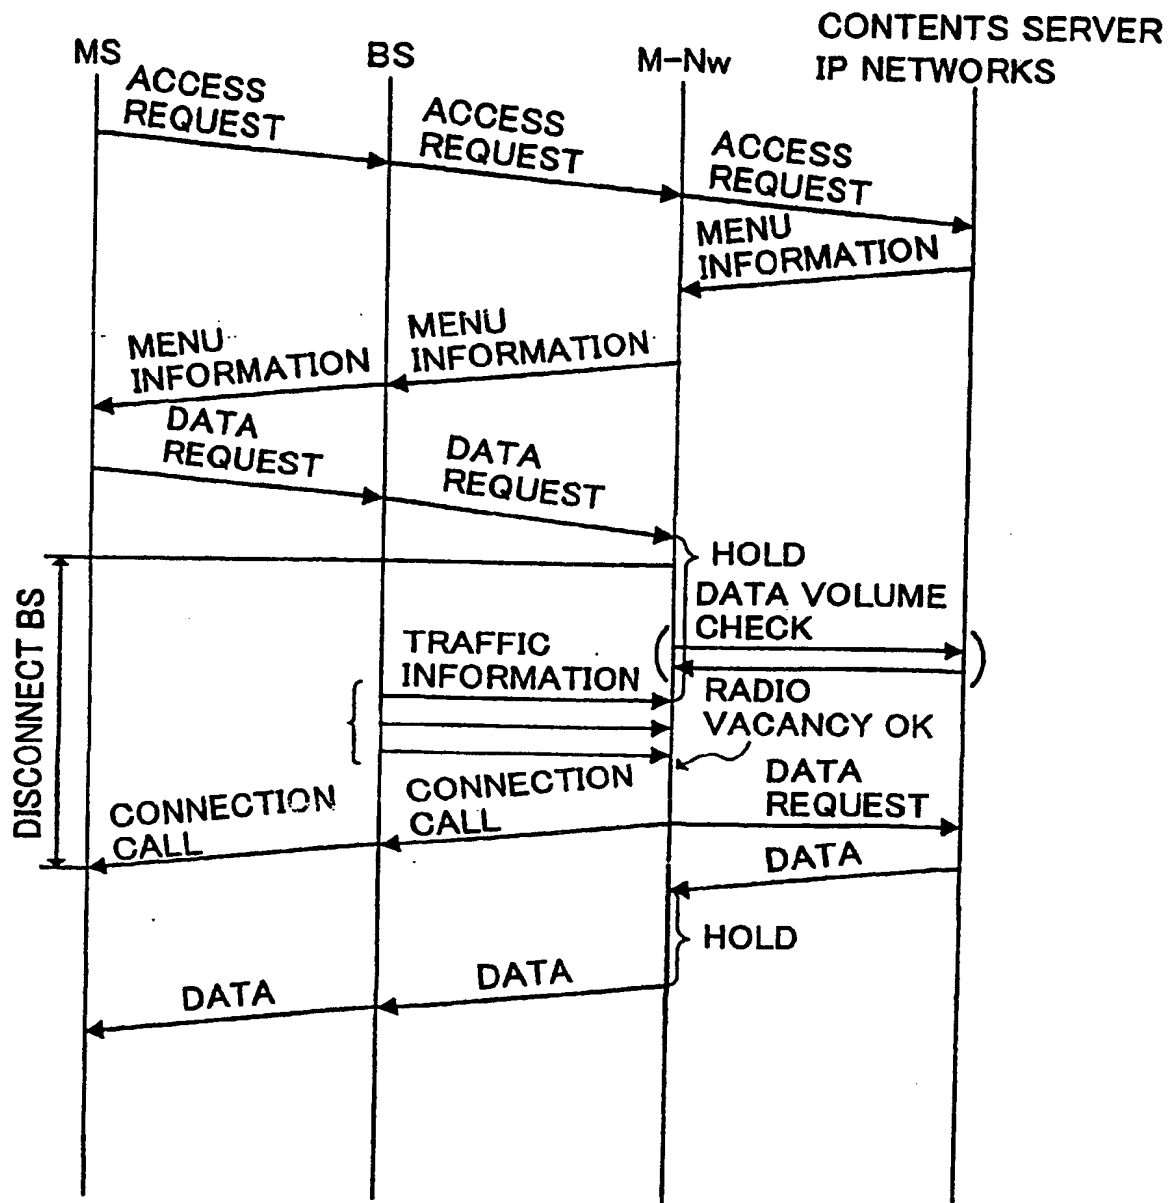 MS
BS
M-Nw
CONTENTS SERVER
IP NETWORKS
ACCESS
REQUEST
ACCESS
REQUEST
ACCESS
REQUEST
MENU
INFORMATION
MENU
INFORMATION
MENU
INFORMATION
DATA
REQUEST
DATA
REQUEST
HOLD
DATA VOLUME
CHECK
DISCONNECT BS
TRAFFIC
INFORMATION
RADIO
VACANCY OK
CONNECTION
CALL
CONNECTION
CALL
DATA
REQUEST
DATA
HOLD
DATA
DATA